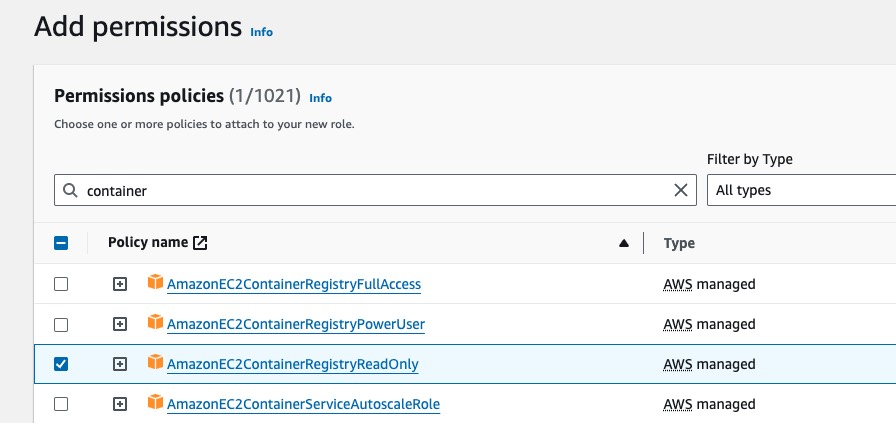 Add permissions Info
Permissions policies (1/1021) Info
Choose one or more policies to attach to your new role.
Filter by Type
container
All types
Policy name
Type
AmazonEC2ContainerRegistryFullAccess
AWS managed
AmazonEC2ContainerRegistryPowerUser
AWS managed
AmazonEC2ContainerRegistryReadOnly
AWS managed
AmazonEC2ContainerServiceAutoscaleRole
AWS managed